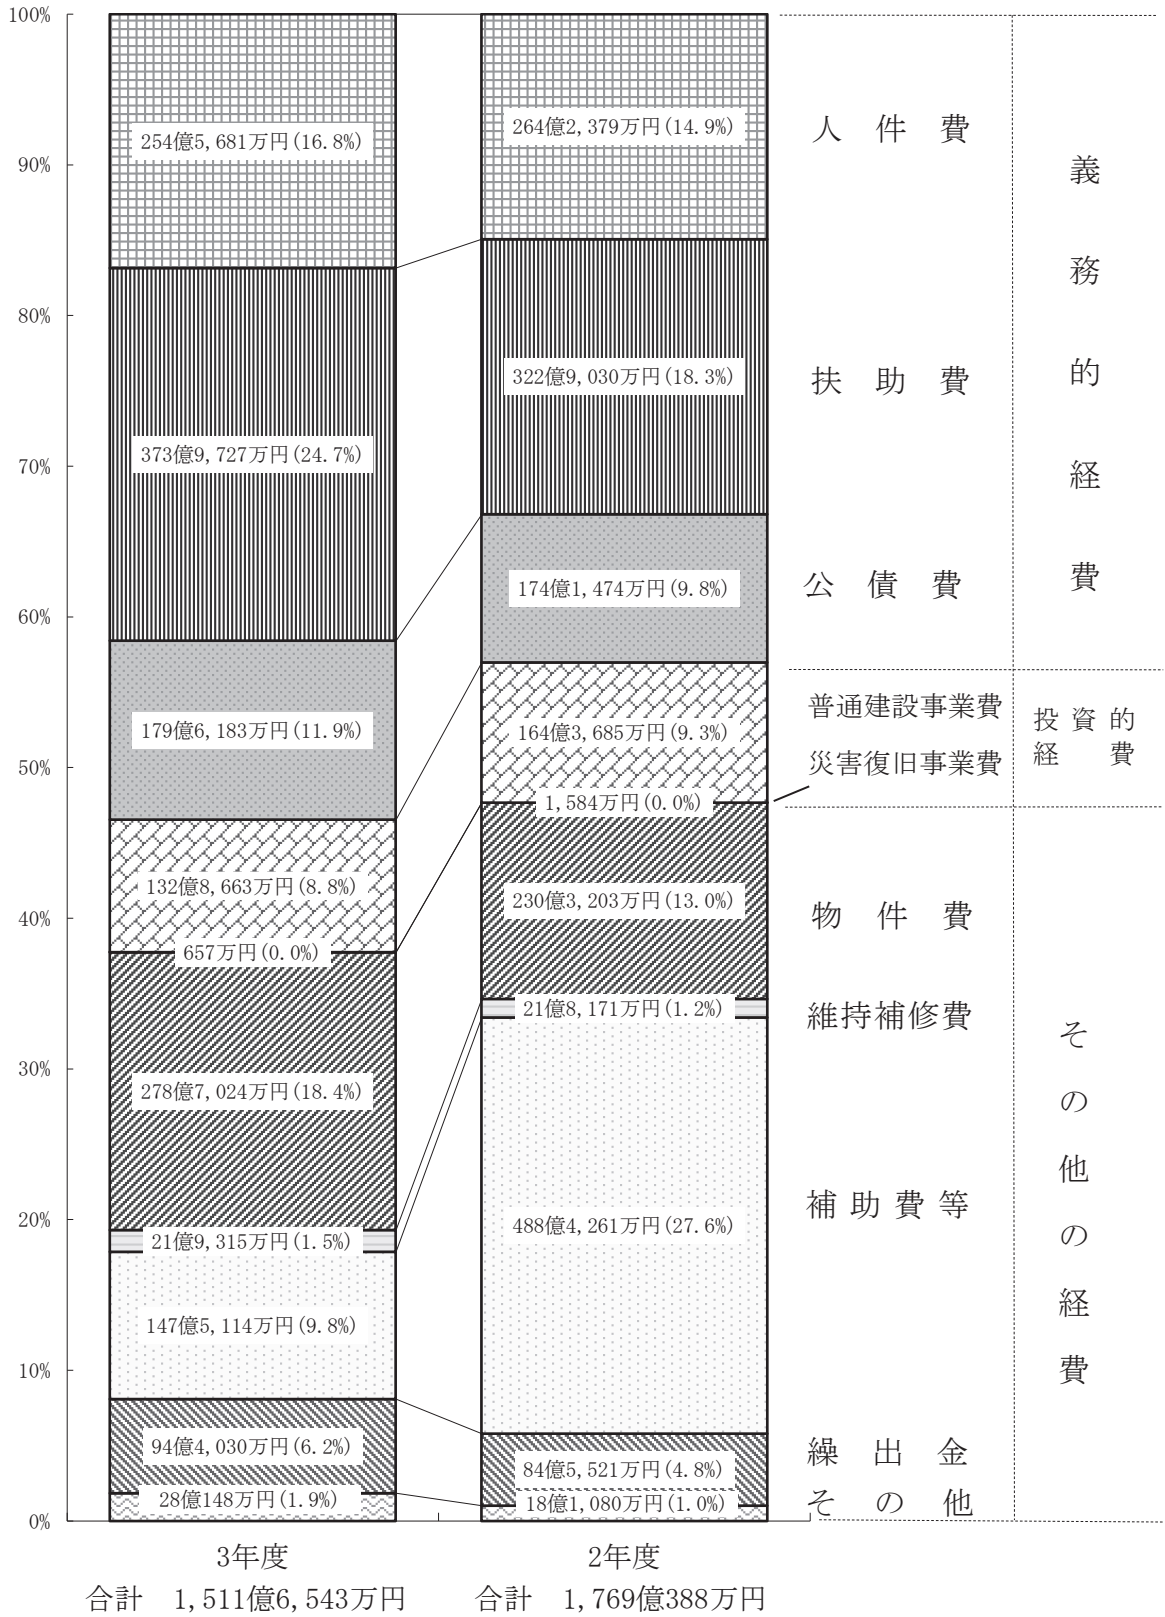 100%
90%
80%
70%
60%
50%
40%
30%
20%
10%
0%
254億5,681万円(16.8%)
373億9,727万円(24.7%)
179億6,183万円(11.9%)
132億8,663万円(8.8%)
657万円(0.0%)
278億7,024万円(18.4%)
21億9,315万円(1.5%)
147億5,114万円(9.8%)
94億4,030万円(6.2%)
28億148万円(1.9%)
3年度
合計 1,511億6,543万円
264億2,379万円(14.9%)
322億9,030万円(18.3%)
174億1,474万円(9.8%)
164億3,685万円(9.3%)
1,584万円(0.0%)
230億3,203万円(13.0%)
21億8,171万円(1.2%)
488億4,261万円(27.6%)
84億5,521万円(4.8%)
18億1,080万円(1.0%)
2年度
合計 1,769億388万円
人件費
扶助費
公債費
普通建設事業費
災害復旧事業費
物件費
維持補修費
補助費等
繰出金
その他
義務的経費
投資的
経費
その他の経費